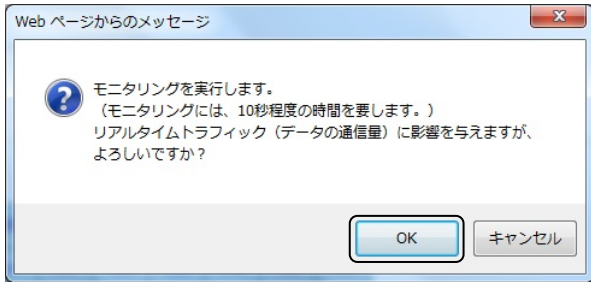 Web ページからのメッセージ
モニタリングを実行します。
（モニタリングには、10秒程度の時間を要します。）
リアルタイムトラフィック（データの通信量）に影響を与えますが、
よろしいですか？
OK
キャンセル